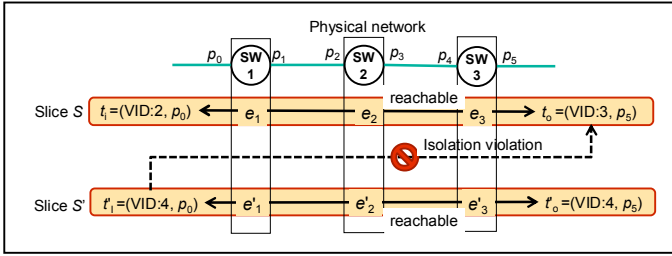 Physical network
p0 SW 1 p1 p2 SW 2 p3 p4 SW 3 p5
reachable
Slice S ti=(VID:2, p0) e1 e2 e3 to=(VID:3, p5)
Isolation violation
Slice S' t'i=(VID:4, p0) e'1 e'2 e'3 t'o=(VID:4, p5)
reachable